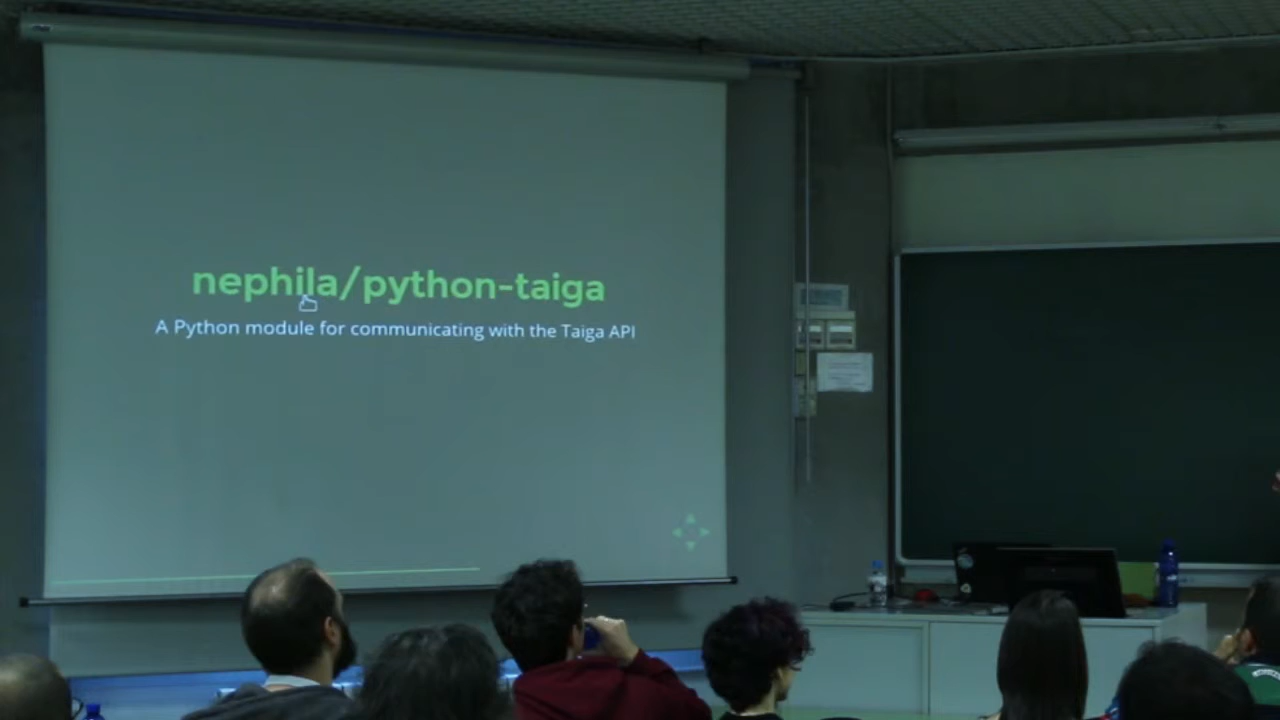 nephila/python-taiga
A Python module for communicating with the Taiga API